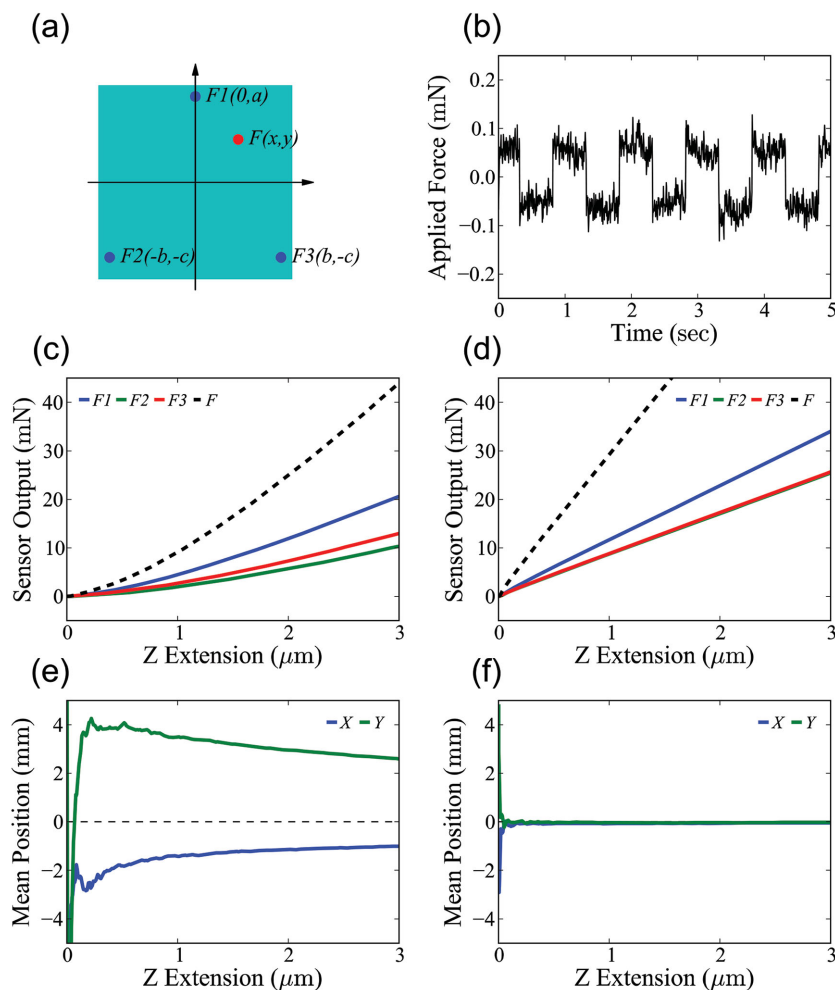 (a)
F1(0,a)
F(x,y)
F2(-b,-c)
F3(b,-c)
(b)
Applied Force (mN)
0.2
0.1
0.0
−0.1
−0.2
0 1 2 3 4 5
Time (sec)
(c)
Sensor Output (mN)
F1 F2 F3 F
40
30
20
10
0
0 1 2 3
Z Extension (μm)
(d)
Sensor Output (mN)
F1 F2 F3 F
40
30
20
10
0
0 1 2 3
Z Extension (μm)
(e)
Mean Position (mm)
X Y
4
2
0
−2
−4
0 1 2 3
Z Extension (μm)
(f)
Mean Position (mm)
X Y
4
2
0
−2
−4
0 1 2 3
Z Extension (μm)